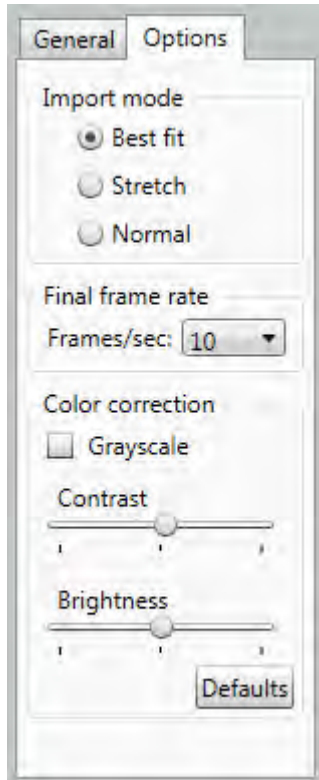 General Options
Import mode
Best fit
Stretch
Normal
Final frame rate
Frames/sec: 10
Color correction
Grayscale
Contrast
Brightness
Defaults